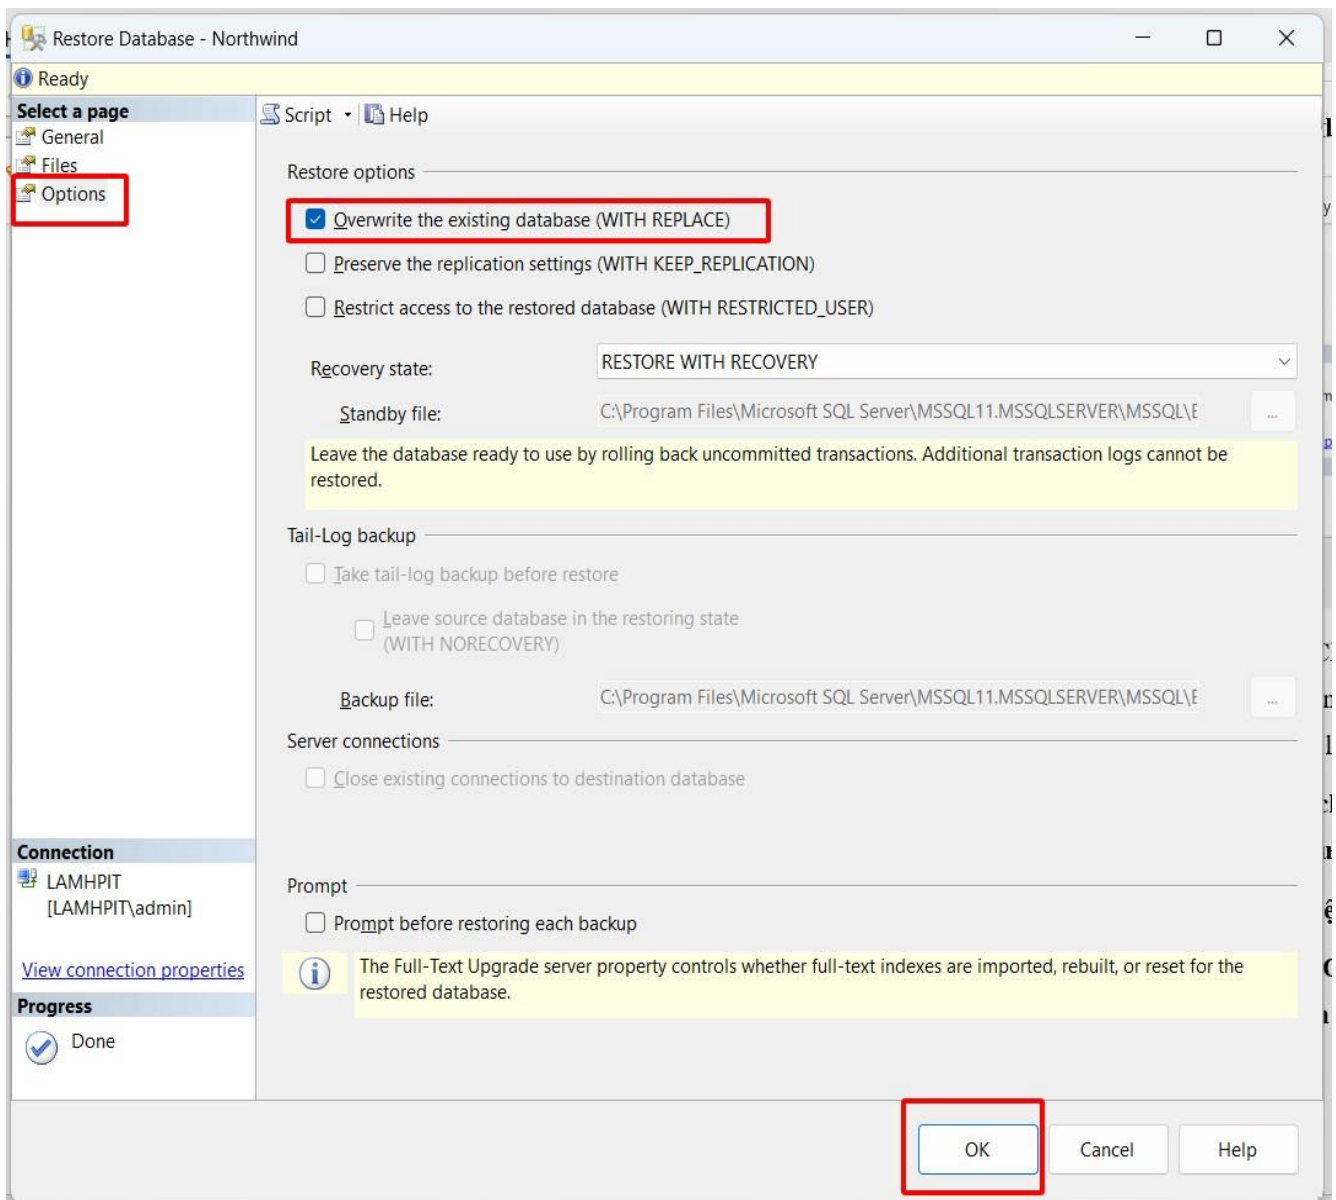 Restore Database - Northwind
Ready
Select a page
General
Files
Options
Script
Help
Restore options
Overwrite the existing database (WITH REPLACE)
Preserve the replication settings (WITH KEEP_REPLICATION)
Restrict access to the restored database (WITH RESTRICTED_USER)
Recovery state:
RESTORE WITH RECOVERY
Standby file:
C:\Program Files\Microsoft SQL Server\MSSQL11.MSSQLSERVER\MSSQL\E
...
Leave the database ready to use by rolling back uncommitted transactions. Additional transaction logs cannot be
restored.
Tail-Log backup
Take tail-log backup before restore
Leave source database in the restoring state
(WITH NORECOVERY)
Backup file:
C:\Program Files\Microsoft SQL Server\MSSQL11.MSSQLSERVER\MSSQL\E
...
Server connections
Close existing connections to destination database
Connection
LAMHPIT
[LAMHPIT\admin]
View connection properties
Progress
Done
Prompt
Prompt before restoring each backup
The Full-Text Upgrade server property controls whether full-text indexes are imported, rebuilt, or reset for the
restored database.
OK
Cancel
Help